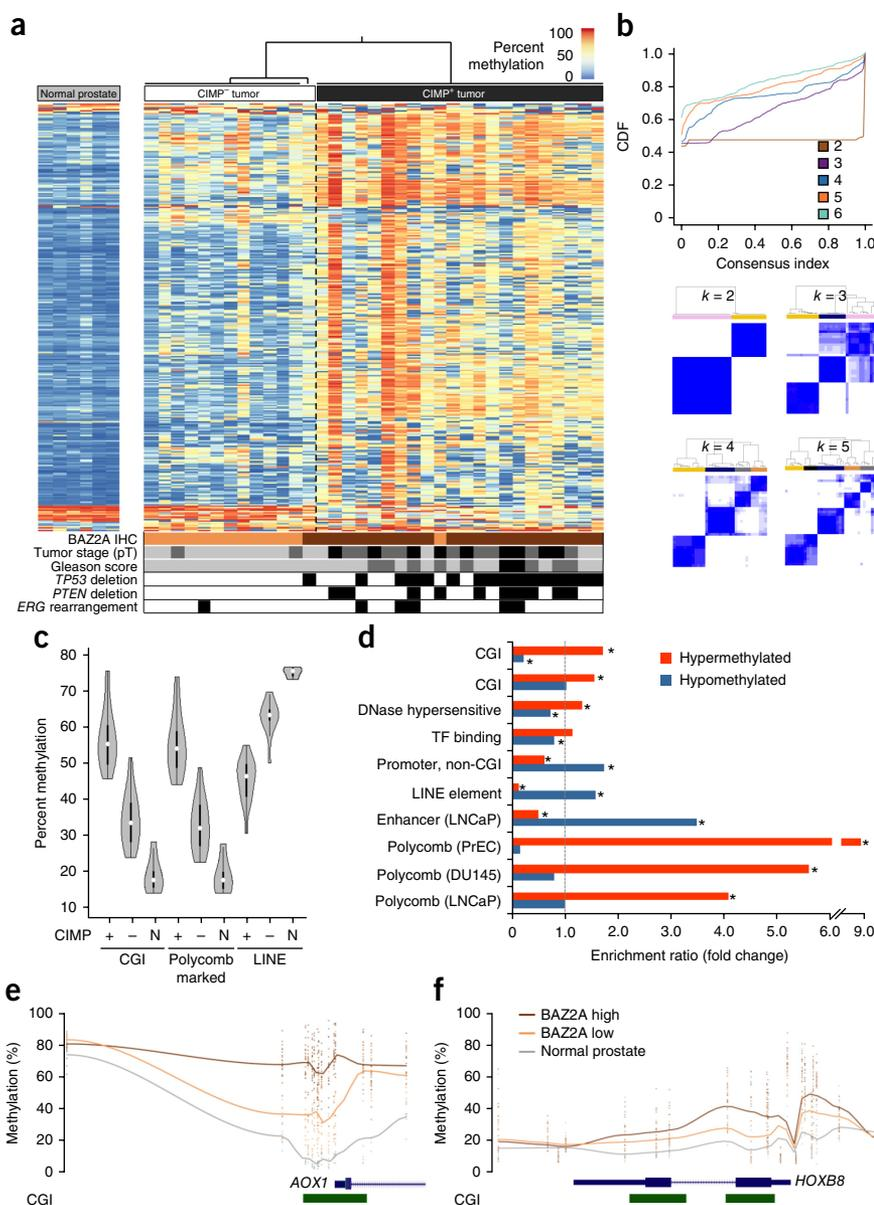 a
Percent
methylation
100
50
0
Normal prostate
CIMP⁻ tumor
CIMP⁺ tumor
BAZ2A IHC
Tumor stage (pT)
Gleason score
TP53 deletion
PTEN deletion
ERG rearrangement
b
CDF
1.0
0.8
0.6
0.4
0.2
0
2
3
4
5
6
0 0.2 0.4 0.6 0.8 1.0
Consensus index
k = 2
k = 3
k = 4
k = 5
c
Percent methylation
80
70
60
50
40
30
20
10
CIMP + − N + − N + − N
CGI Polycomb marked LINE
d
Hypermethylated
Hypomethylated
CGI *
*
CGI *
DNase hypersensitive *
*
TF binding
*
Promoter, non-CGI *
*
LINE element *
*
Enhancer (LNCaP) *
*
Polycomb (PrEC) *
Polycomb (DU145) *
Polycomb (LNCaP) *
0 1.0 2.0 3.0 4.0 5.0 6.0 9.0
Enrichment ratio (fold change)
e
Methylation (%)
100
80
60
40
20
0
AOX1
CGI
f
BAZ2A high
BAZ2A low
Normal prostate
Methylation (%)
100
80
60
40
20
0
HOXB8
CGI